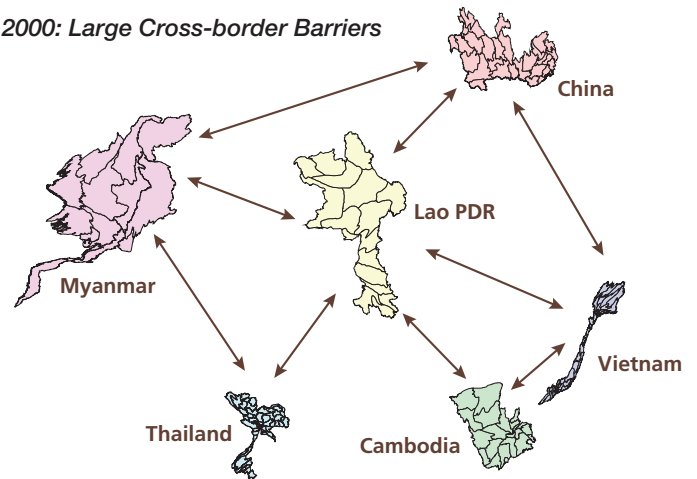 2000: Large Cross-border Barriers
China
Lao PDR
Myanmar
Vietnam
Thailand
Cambodia